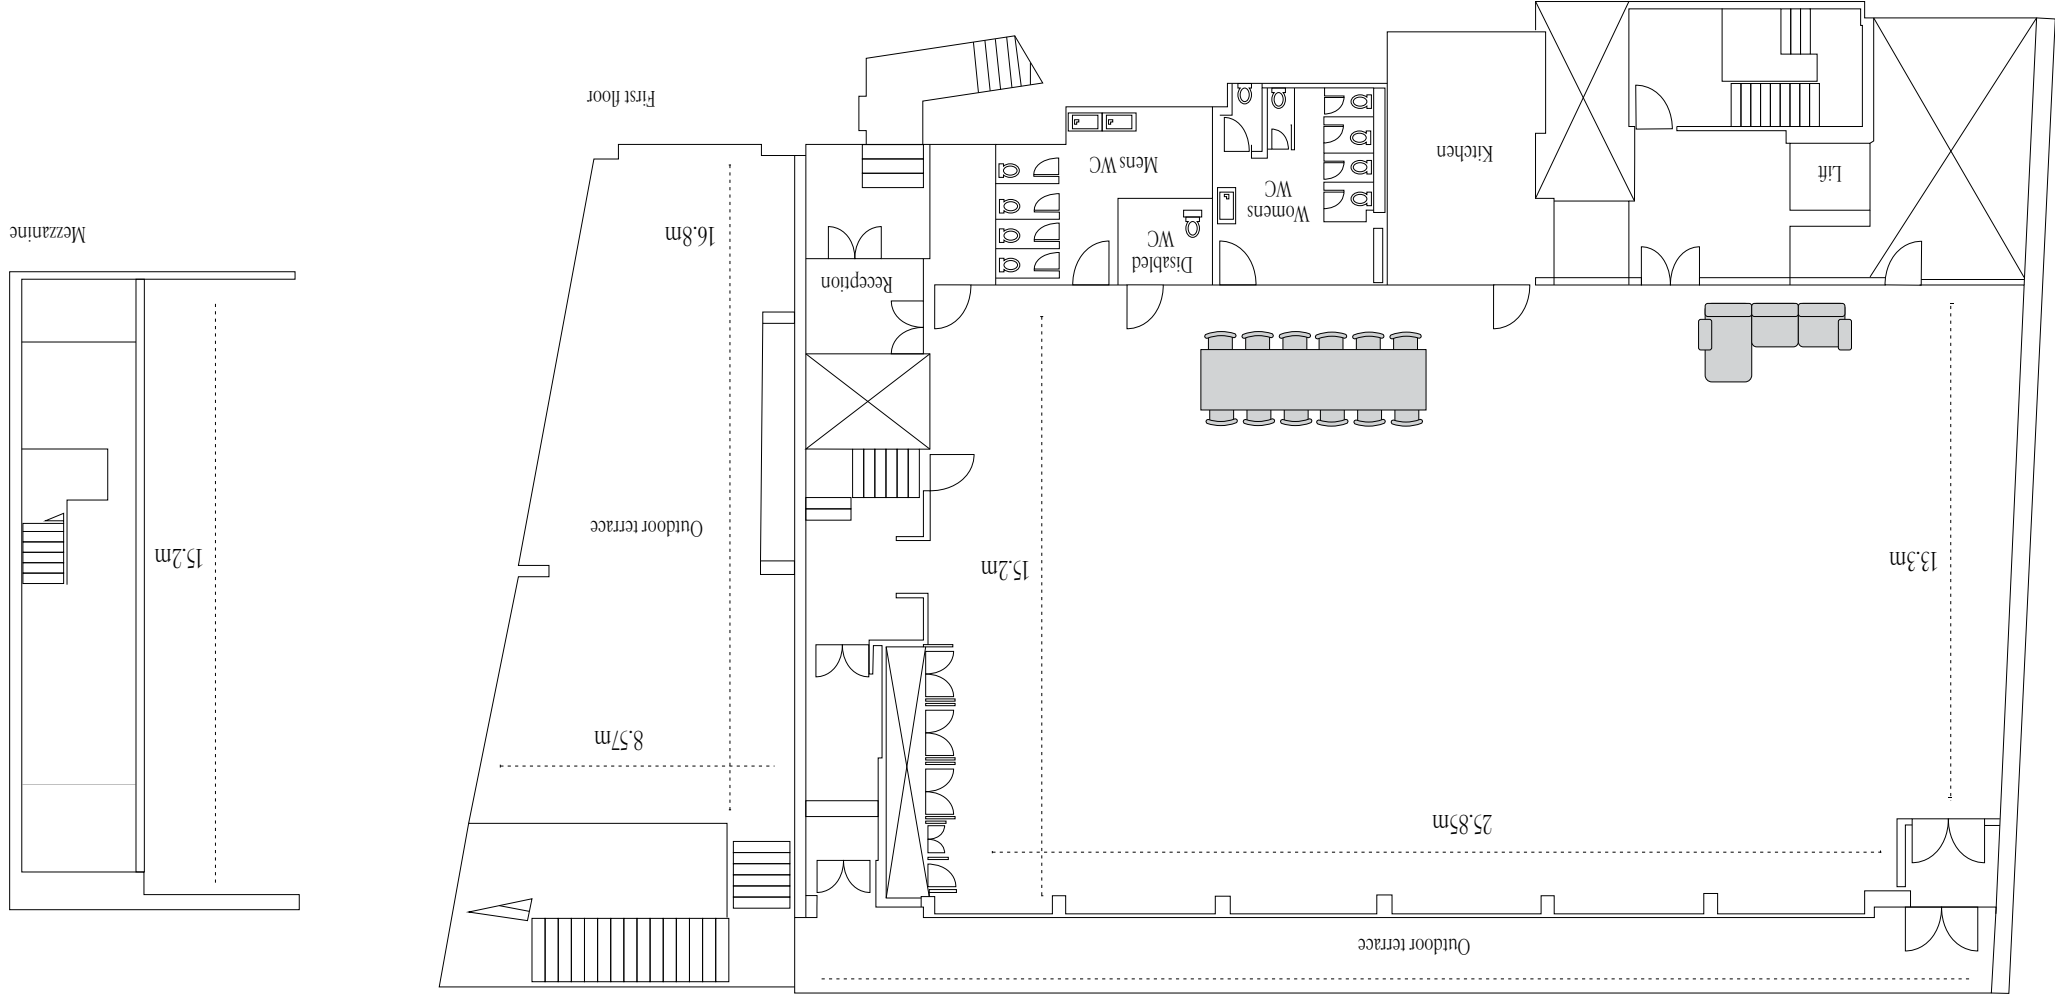 Outdoor terrace
25.85m
8.57m
13.3m
15.2m
15.2m
Outdoor terrace
Reception
Disabled
WC
Mezzanine
16.8m
Womens
WC
Lift
Mens WC
Kitchen
First floor